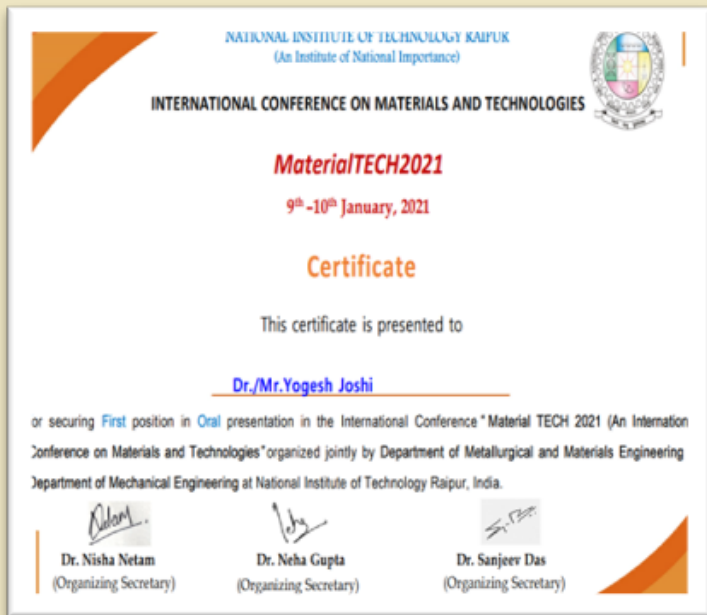 NATIONAL INSTITUTE OF TECHNOLOGY RAIPUR
(An Institute of National Importance)
INTERNATIONAL CONFERENCE ON MATERIALS AND TECHNOLOGIES
MaterialTECH2021
9th –10th January, 2021
Certificate
This certificate is presented to
Dr./Mr.Yogesh Joshi
or securing First position in Oral presentation in the International Conference "Material TECH 2021 (An Internation
Conference on Materials and Technologies" organized jointly by Department of Metallurgical and Materials Engineering
Department of Mechanical Engineering at National Institute of Technology Raipur, India.
Dr. Nisha Netam
Dr. Neha Gupta
Dr. Sanjeev Das
(Organizing Secretary)
(Organizing Secretary)
(Organizing Secretary)